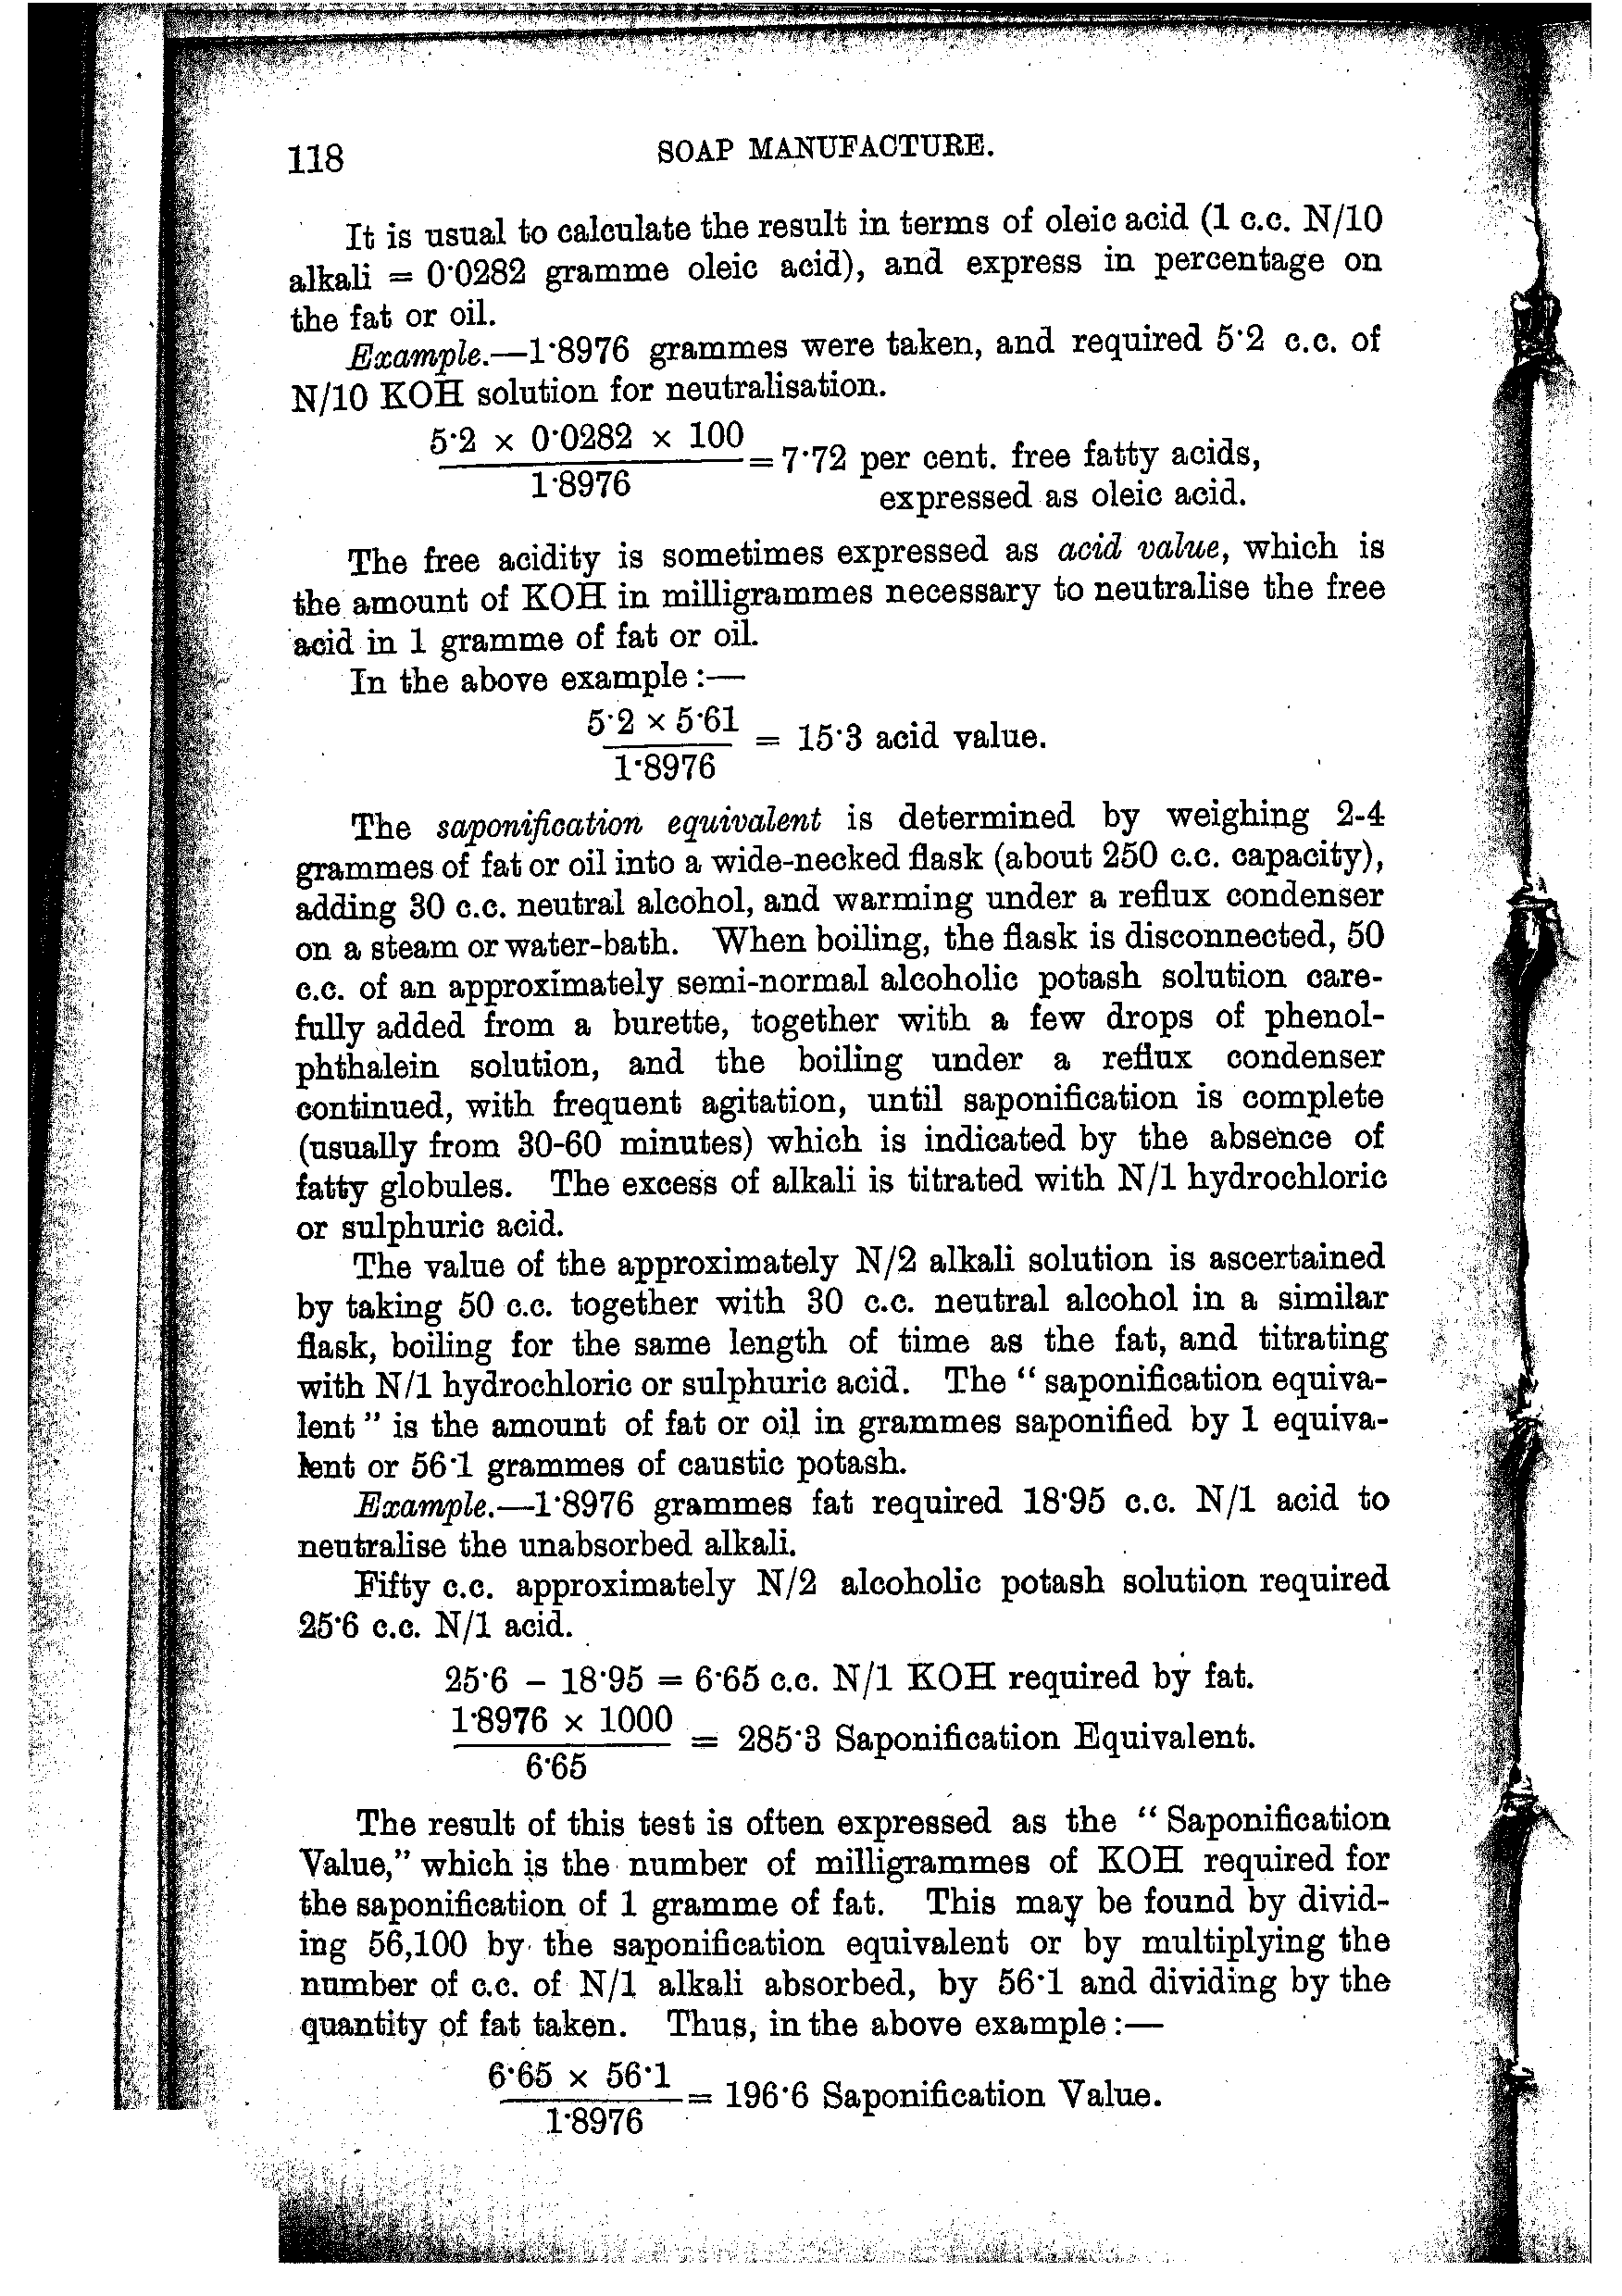 118 SOAP MANUFACTURE.
It is usual to calculate the result in terms of oleic acid (1 c.c. N/10
alkali = 0·0282 gramme oleic acid), and express in percentage on
the fat or oil.
Example.—1·8976 grammes were taken, and required 5·2 c.c. of
N/10 KOH solution for neutralisation.
5·2 × 0·0282 × 100
= 7·72 per cent. free fatty acids,
1·8976
expressed as oleic acid.
The free acidity is sometimes expressed as acid value, which is
the amount of KOH in milligrammes necessary to neutralise the free
acid in 1 gramme of fat or oil.
In the above example :—
5·2 × 5·61
= 15·3 acid value.
1·8976
The saponification equivalent is determined by weighing 2-4
grammes of fat or oil into a wide-necked flask (about 250 c.c. capacity),
adding 30 c.c. neutral alcohol, and warming under a reflux condenser
on a steam or water-bath. When boiling, the flask is disconnected, 50
c.c. of an approximately semi-normal alcoholic potash solution care-
fully added from a burette, together with a few drops of phenol-
phthalein solution, and the boiling under a reflux condenser
continued, with frequent agitation, until saponification is complete
(usually from 30-60 minutes) which is indicated by the absence of
fatty globules. The excess of alkali is titrated with N/1 hydrochloric
or sulphuric acid.
The value of the approximately N/2 alkali solution is ascertained
by taking 50 c.c. together with 30 c.c. neutral alcohol in a similar
flask, boiling for the same length of time as the fat, and titrating
with N/1 hydrochloric or sulphuric acid. The “ saponification equiva-
lent ” is the amount of fat or oil in grammes saponified by 1 equiva-
lent or 56·1 grammes of caustic potash.
Example.—1·8976 grammes fat required 18·95 c.c. N/1 acid to
neutralise the unabsorbed alkali.
Fifty c.c. approximately N/2 alcoholic potash solution required
25·6 c.c. N/1 acid.
25·6 – 18·95 = 6·65 c.c. N/1 KOH required by fat.
1·8976 × 1000
= 285·3 Saponification Equivalent.
6·65
The result of this test is often expressed as the “ Saponification
Value,” which is the number of milligrammes of KOH required for
the saponification of 1 gramme of fat. This may be found by divid-
ing 56,100 by the saponification equivalent or by multiplying the
number of c.c. of N/1 alkali absorbed, by 56·1 and dividing by the
quantity of fat taken. Thus, in the above example :—
6·65 × 56·1
= 196·6 Saponification Value.
1·8976